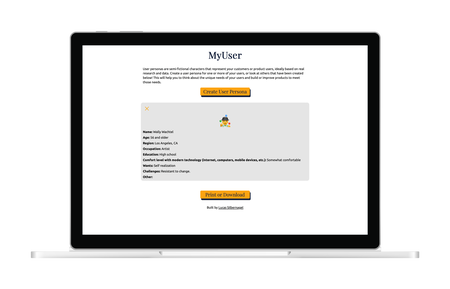 MyUser
User personas are semi-fictional characters that represent your customers or product users, ideally based on real
research and data. Create a user persona for one or more of your users, or look at others that have been created
below! This will help you to think about the unique needs of your users and build or improve products to meet
those needs.
Create User Persona
Name: Molly Wechtel
Age: 56 and older
Region: Los Angeles, CA
Occupation: Artist
Education: High school
Comfort level with modern technology (internet, computers, mobile devices, etc.): Somewhat comfortable
Wants: Self realization
Challenges: Resistant to change.
Other:
Print or Download
Built by Lucas Silbernagel